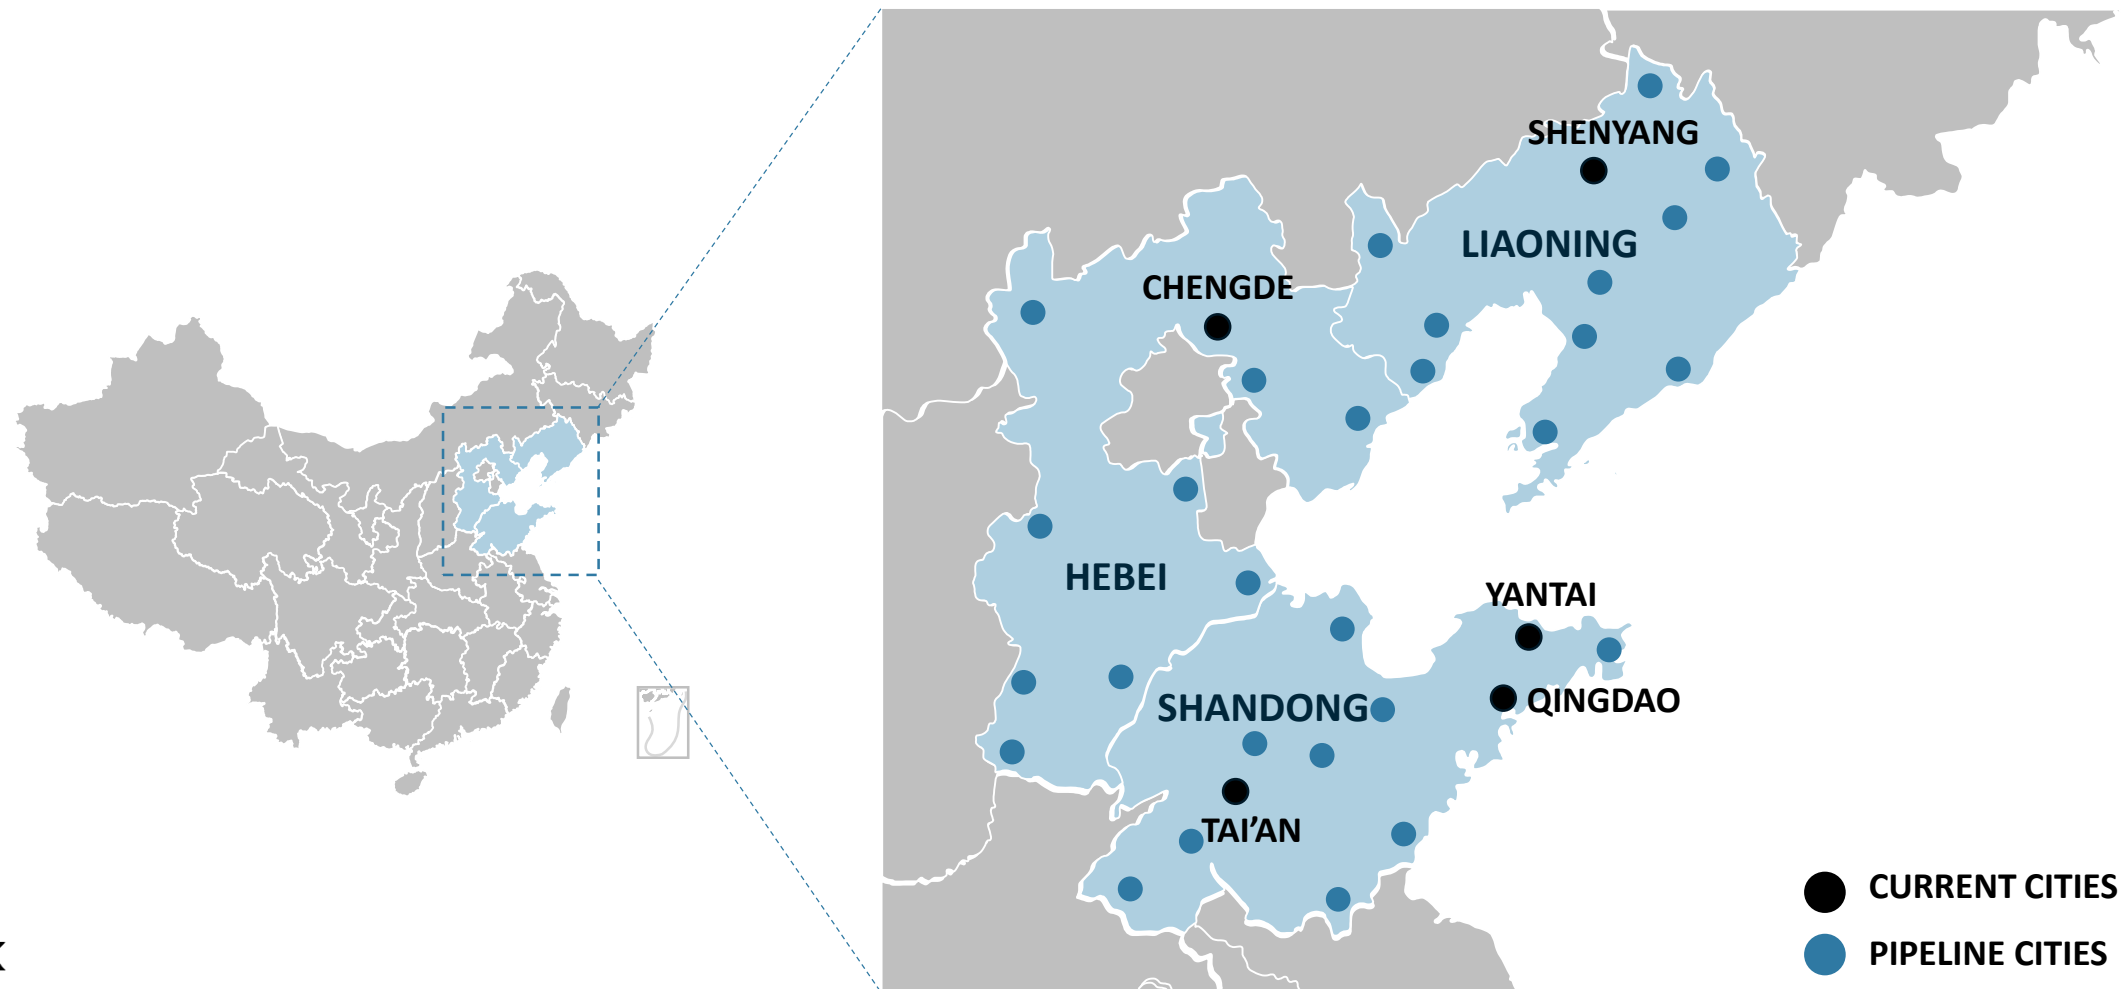 SHENYANG
LIAONING
CHENGDE
HEBEI
YANTAI
SHANDONG
QINGDAO
TAI’AN
CURRENT CITIES
PIPELINE CITIES